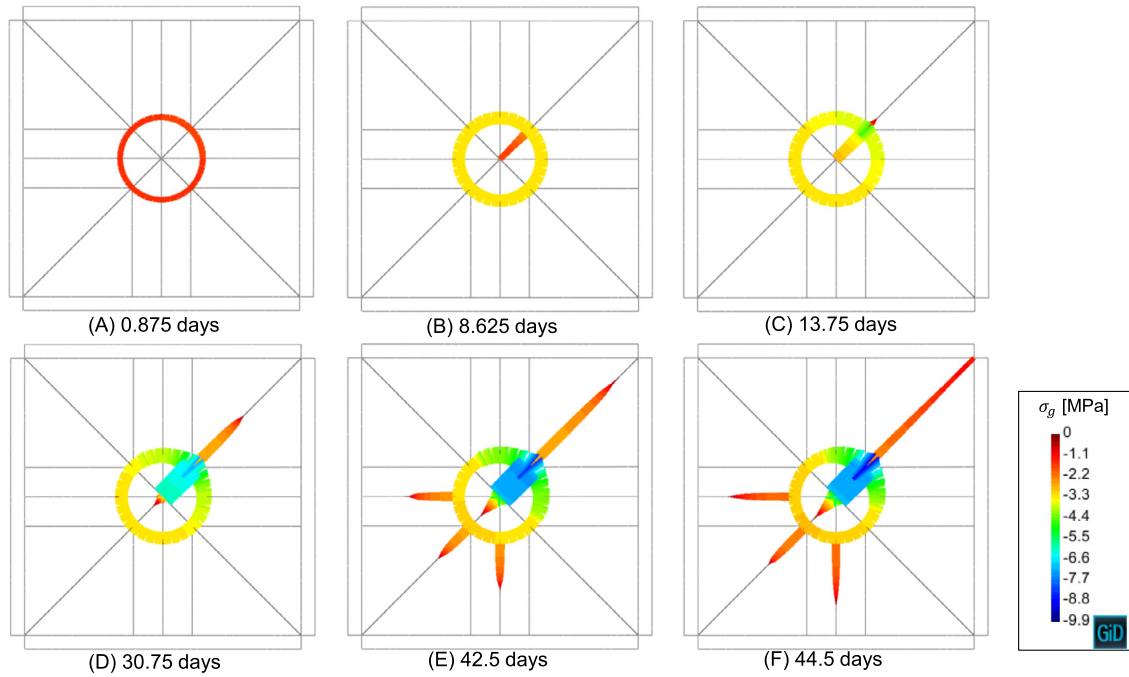 (A) 0.875 days
(B) 8.625 days
(C) 13.75 days
(D) 30.75 days
(E) 42.5 days
(F) 44.5 days
σg [MPa]
0
-1.1
-2.2
-3.3
-4.4
-5.6
-6.6
-7.7
-8.8
-9.9
GiD